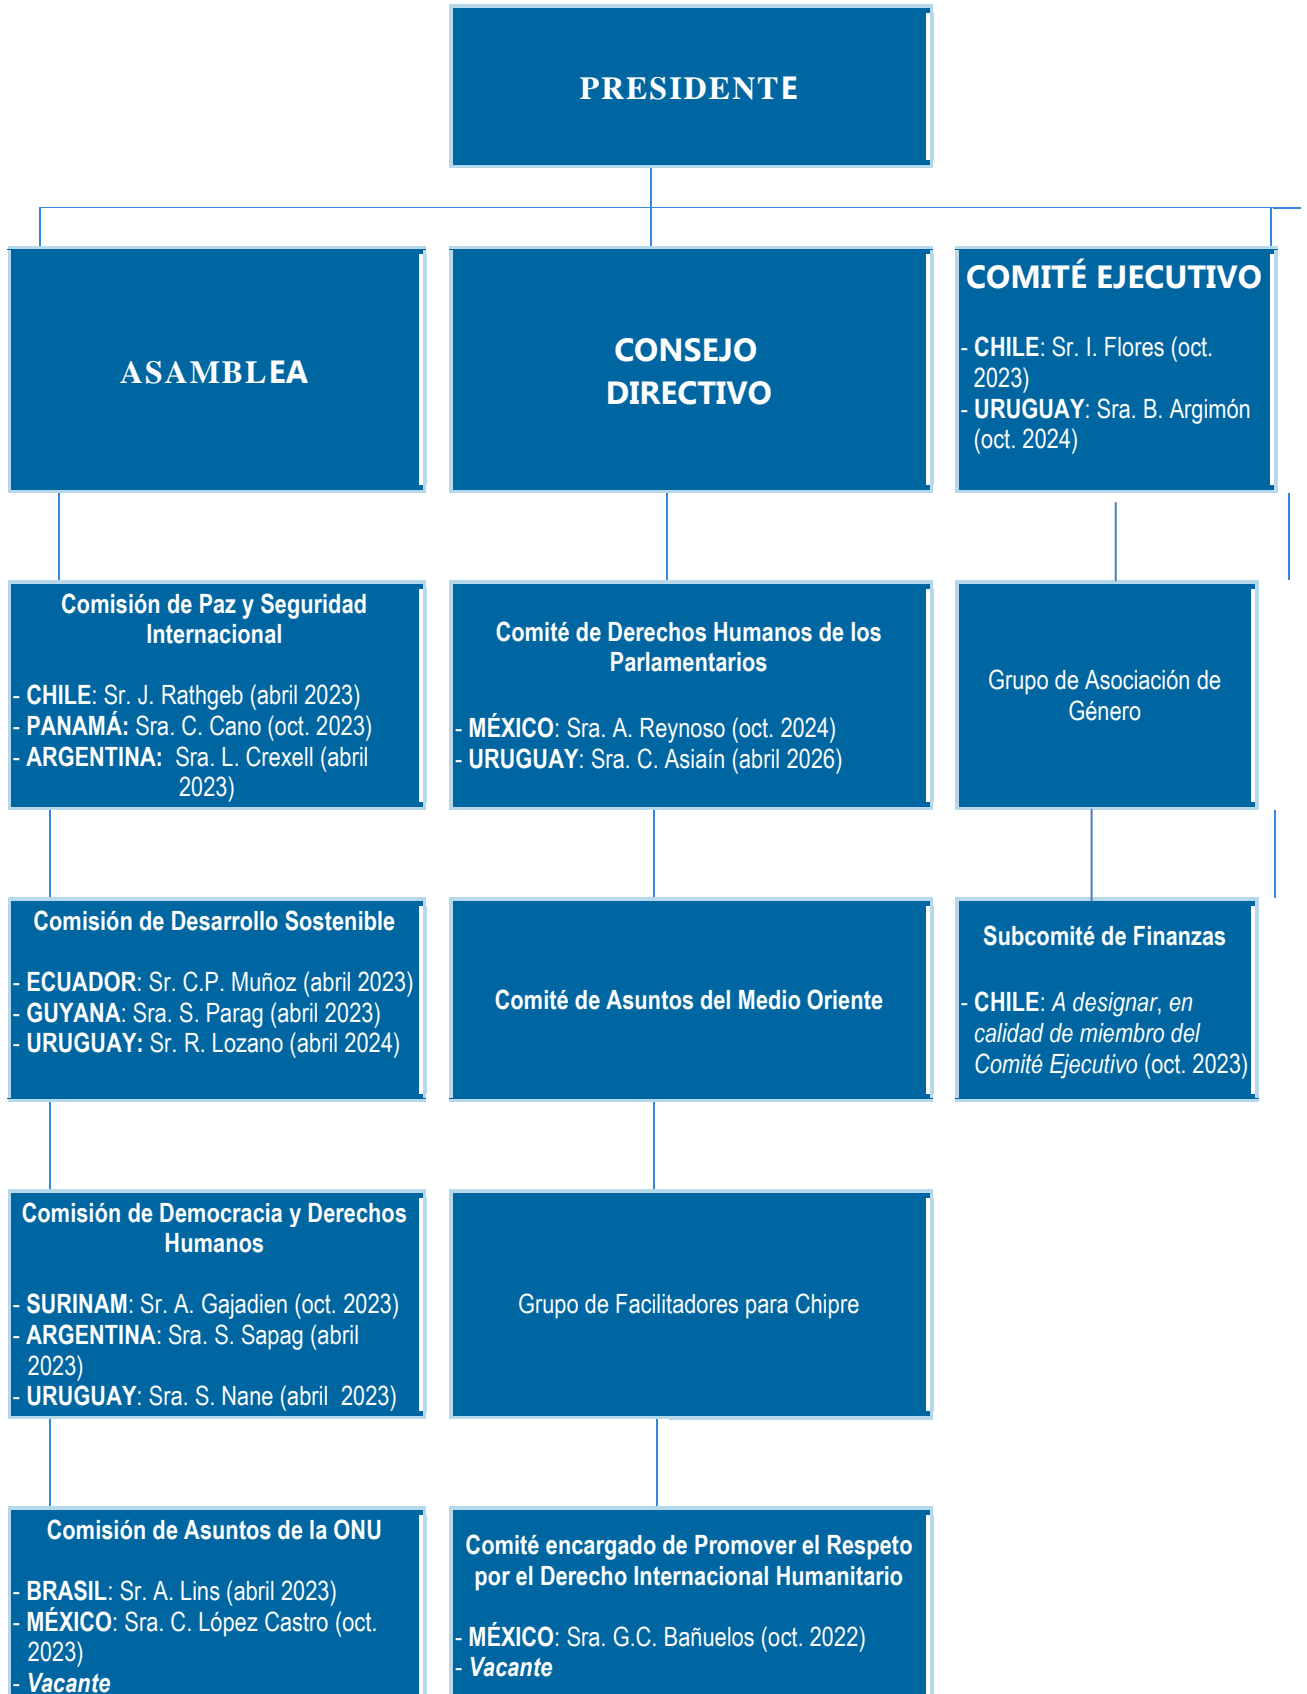 PRESIDENTE
ASAMBLEA
CONSEJO
DIRECTIVO
COMITÉ EJECUTIVO
- CHILE: Sr. I. Flores (oct.
2023)
- URUGUAY: Sra. B. Argimón
(oct. 2024)
Comisión de Paz y Seguridad
Internacional
- CHILE: Sr. J. Rathgeb (abril 2023)
- PANAMÁ: Sra. C. Cano (oct. 2023)
- ARGENTINA: Sra. L. Crexell (abril
2023)
Comité de Derechos Humanos de los
Parlamentarios
- MÉXICO: Sra. A. Reynoso (oct. 2024)
- URUGUAY: Sra. C. Asiaín (abril 2026)
Grupo de Asociación de
Género
Comisión de Desarrollo Sostenible
- ECUADOR: Sr. C.P. Muñoz (abril 2023)
- GUYANA: Sra. S. Parag (abril 2023)
- URUGUAY: Sr. R. Lozano (abril 2024)
Comité de Asuntos del Medio Oriente
Subcomité de Finanzas
- CHILE: A designar, en
calidad de miembro del
Comité Ejecutivo (oct. 2023)
Comisión de Democracia y Derechos
Humanos
- SURINAM: Sr. A. Gajadien (oct. 2023)
- ARGENTINA: Sra. S. Sapag (abril
2023)
- URUGUAY: Sra. S. Nane (abril 2023)
Grupo de Facilitadores para Chipre
Comisión de Asuntos de la ONU
- BRASIL: Sr. A. Lins (abril 2023)
- MÉXICO: Sra. C. López Castro (oct.
2023)
- Vacante
Comité encargado de Promover el Respeto
por el Derecho Internacional Humanitario
- MÉXICO: Sra. G.C. Bañuelos (oct. 2022)
- Vacante